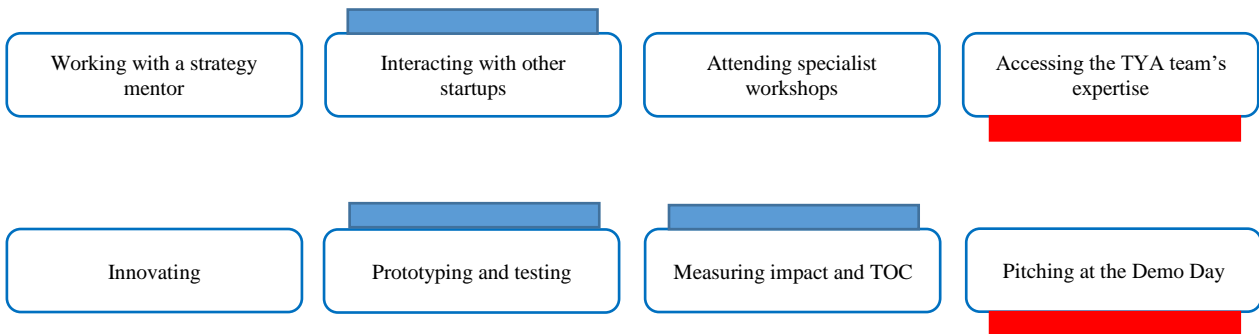 Working with a strategy
mentor
Interacting with other
startups
Attending specialist
workshops
Accessing the TYA team's
expertise
Innovating
Prototyping and testing
Measuring impact and TOC
Pitching at the Demo Day